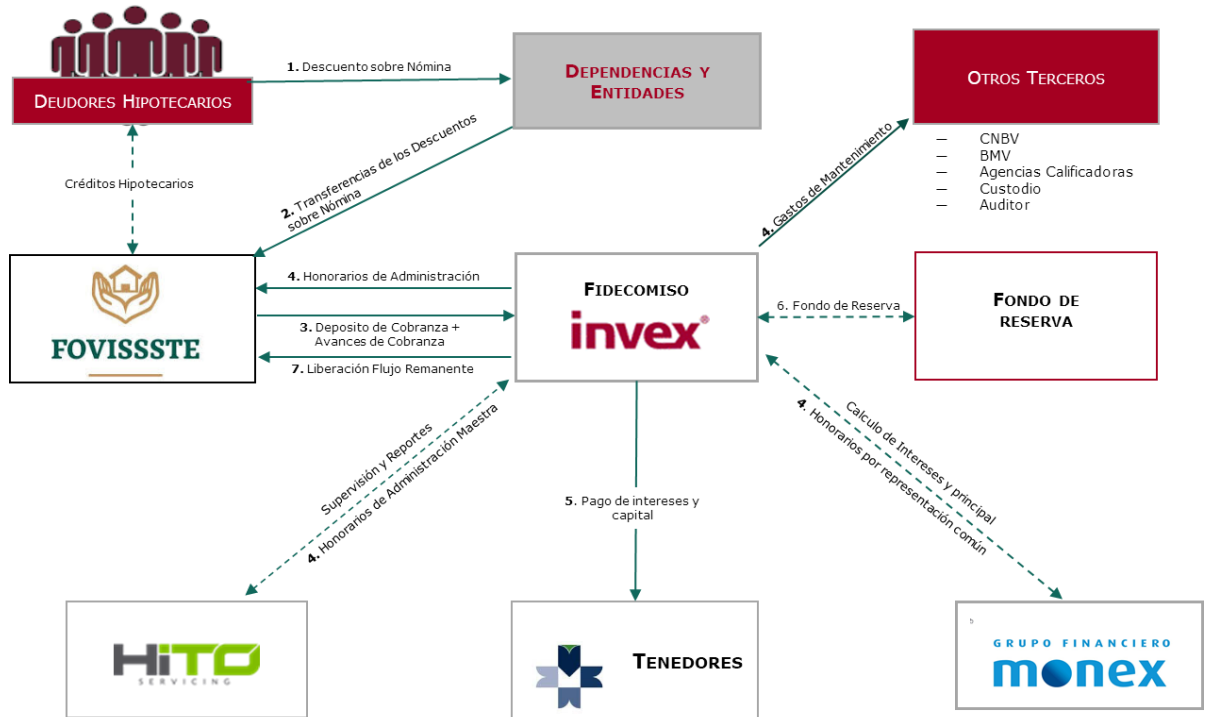 DEUDORES HIPOTECARIOS
1. Descuento sobre Nómina
DEPENDENCIAS Y
ENTIDADES
OTROS TERCEROS
— CNBV
— BMV
— Agencias Calificadoras
— Custodio
— Auditor
Créditos Hipotecarios
2. Transferencias de los Descuentos
sobre Nómina
4. Gastos de Mantenimiento
FOVISSSTE
4. Honorarios de Administración
3. Deposito de Cobranza +
Avances de Cobranza
7. Liberación Flujo Remanente
FIDECOMISO
invex®
6. Fondo de Reserva
FONDO DE
RESERVA
Supervisión y Reportes
4. Honorarios de Administración Maestra
5. Pago de intereses y
capital
Calculo de Intereses y principal
4. Honorarios por representación común
HiTO
SERVICING
TENEDORES
GRUPO FINANCIERO
monex